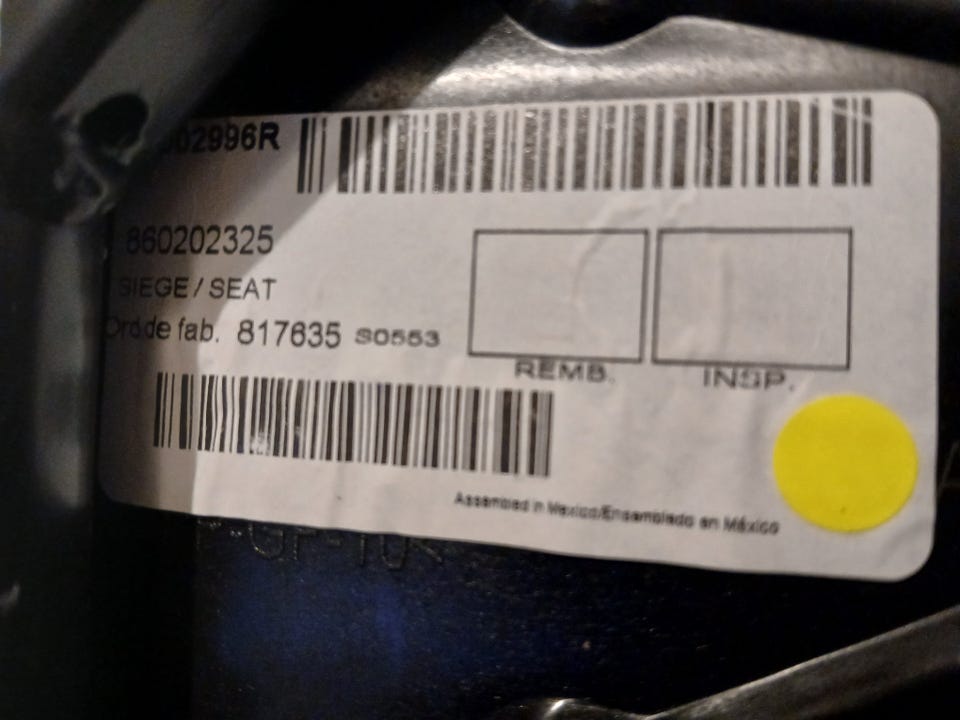 02996R
860202325
SIEGE / SEAT
Ord.de fab. 817635 S0553
REMB. INSP.
Assembled in Mexico/Ensamblado en México